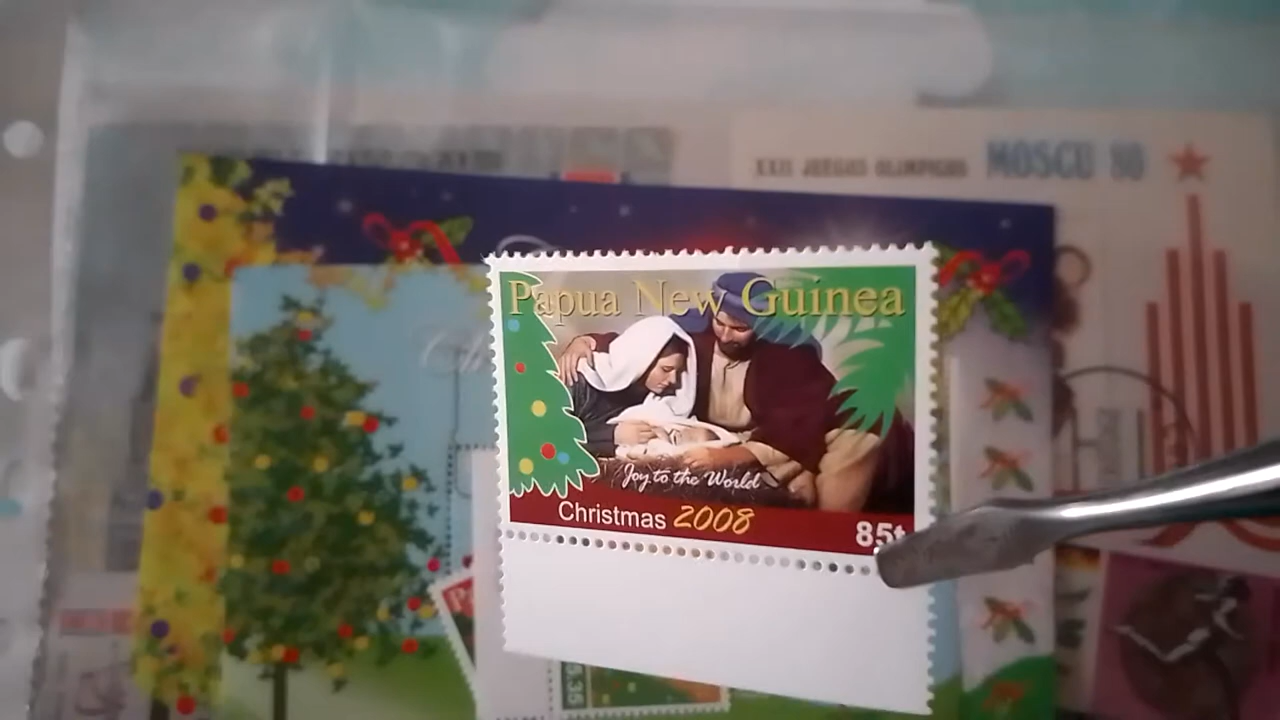 XXII JUEGOS OLIMPICOS MOSCU 80
Papua New Guinea
Joy to the World
Christmas 2008
85t